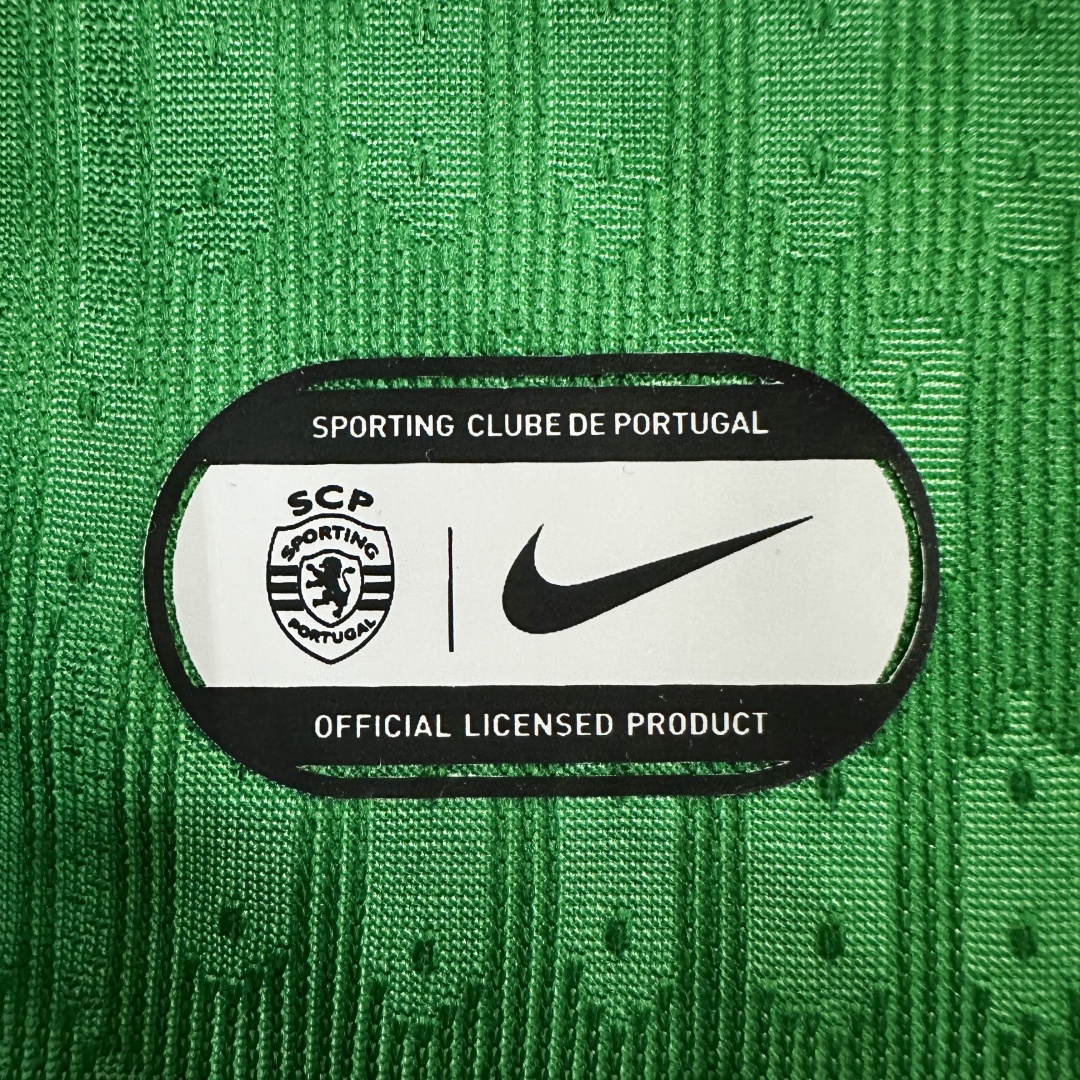 SPORTING CLUBE DE PORTUGAL
SCP
SPORTING
PORTUGAL
OFFICIAL LICENSED PRODUCT